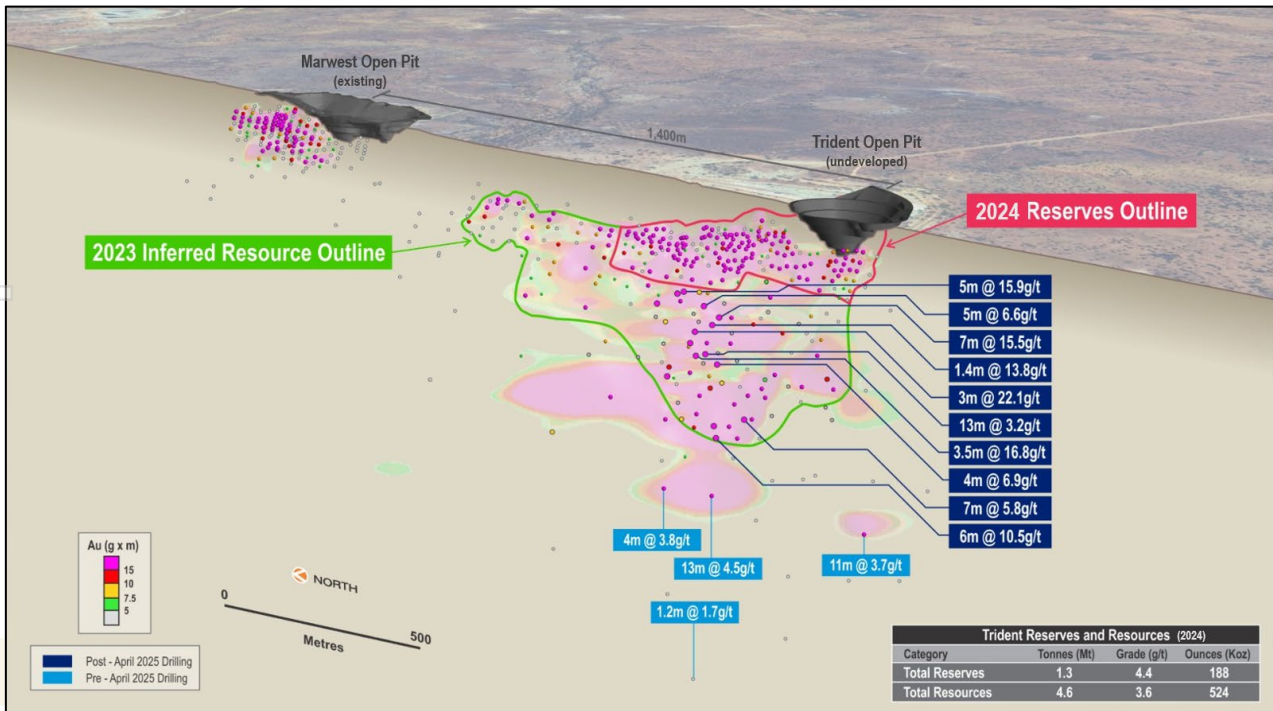 Marwest Open Pit
(existing)
1,400m
Trident Open Pit
(undeveloped)
2024 Reserves Outline
2023 Inferred Resource Outline
5m @ 15.9g/t
5m @ 6.6g/t
7m @ 15.5g/t
1.4m @ 13.8g/t
3m @ 22.1g/t
13m @ 3.2g/t
3.5m @ 16.8g/t
4m @ 6.9g/t
7m @ 5.8g/t
6m @ 10.5g/t
4m @ 3.8g/t
13m @ 4.5g/t
11m @ 3.7g/t
1.2m @ 1.7g/t
Au (g x m)
15
10
7.5
5
NORTH
0
500
Metres
Post - April 2025 Drilling
Pre - April 2025 Drilling
Trident Reserves and Resources (2024)
Category Tonnes (Mt) Grade (g/t) Ounces (Koz)
Total Reserves 1.3 4.4 188
Total Resources 4.6 3.6 524